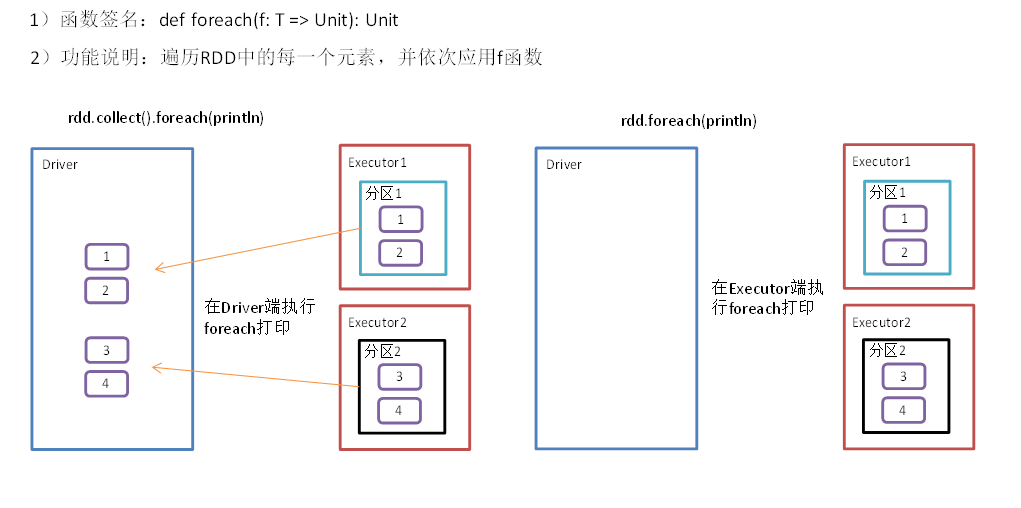 1）函数签名：def foreach(f: T => Unit): Unit
2）功能说明：遍历RDD中的每一个元素，并依次应用f函数
rdd.collect().foreach(println)
Driver
1
2
3
4
在Driver端执行
foreach打印
Executor1
分区1
1
2
Executor2
分区2
3
4
rdd.foreach(println)
Driver
在Executor端执
行foreach打印
Executor1
分区1
1
2
Executor2
分区2
3
4